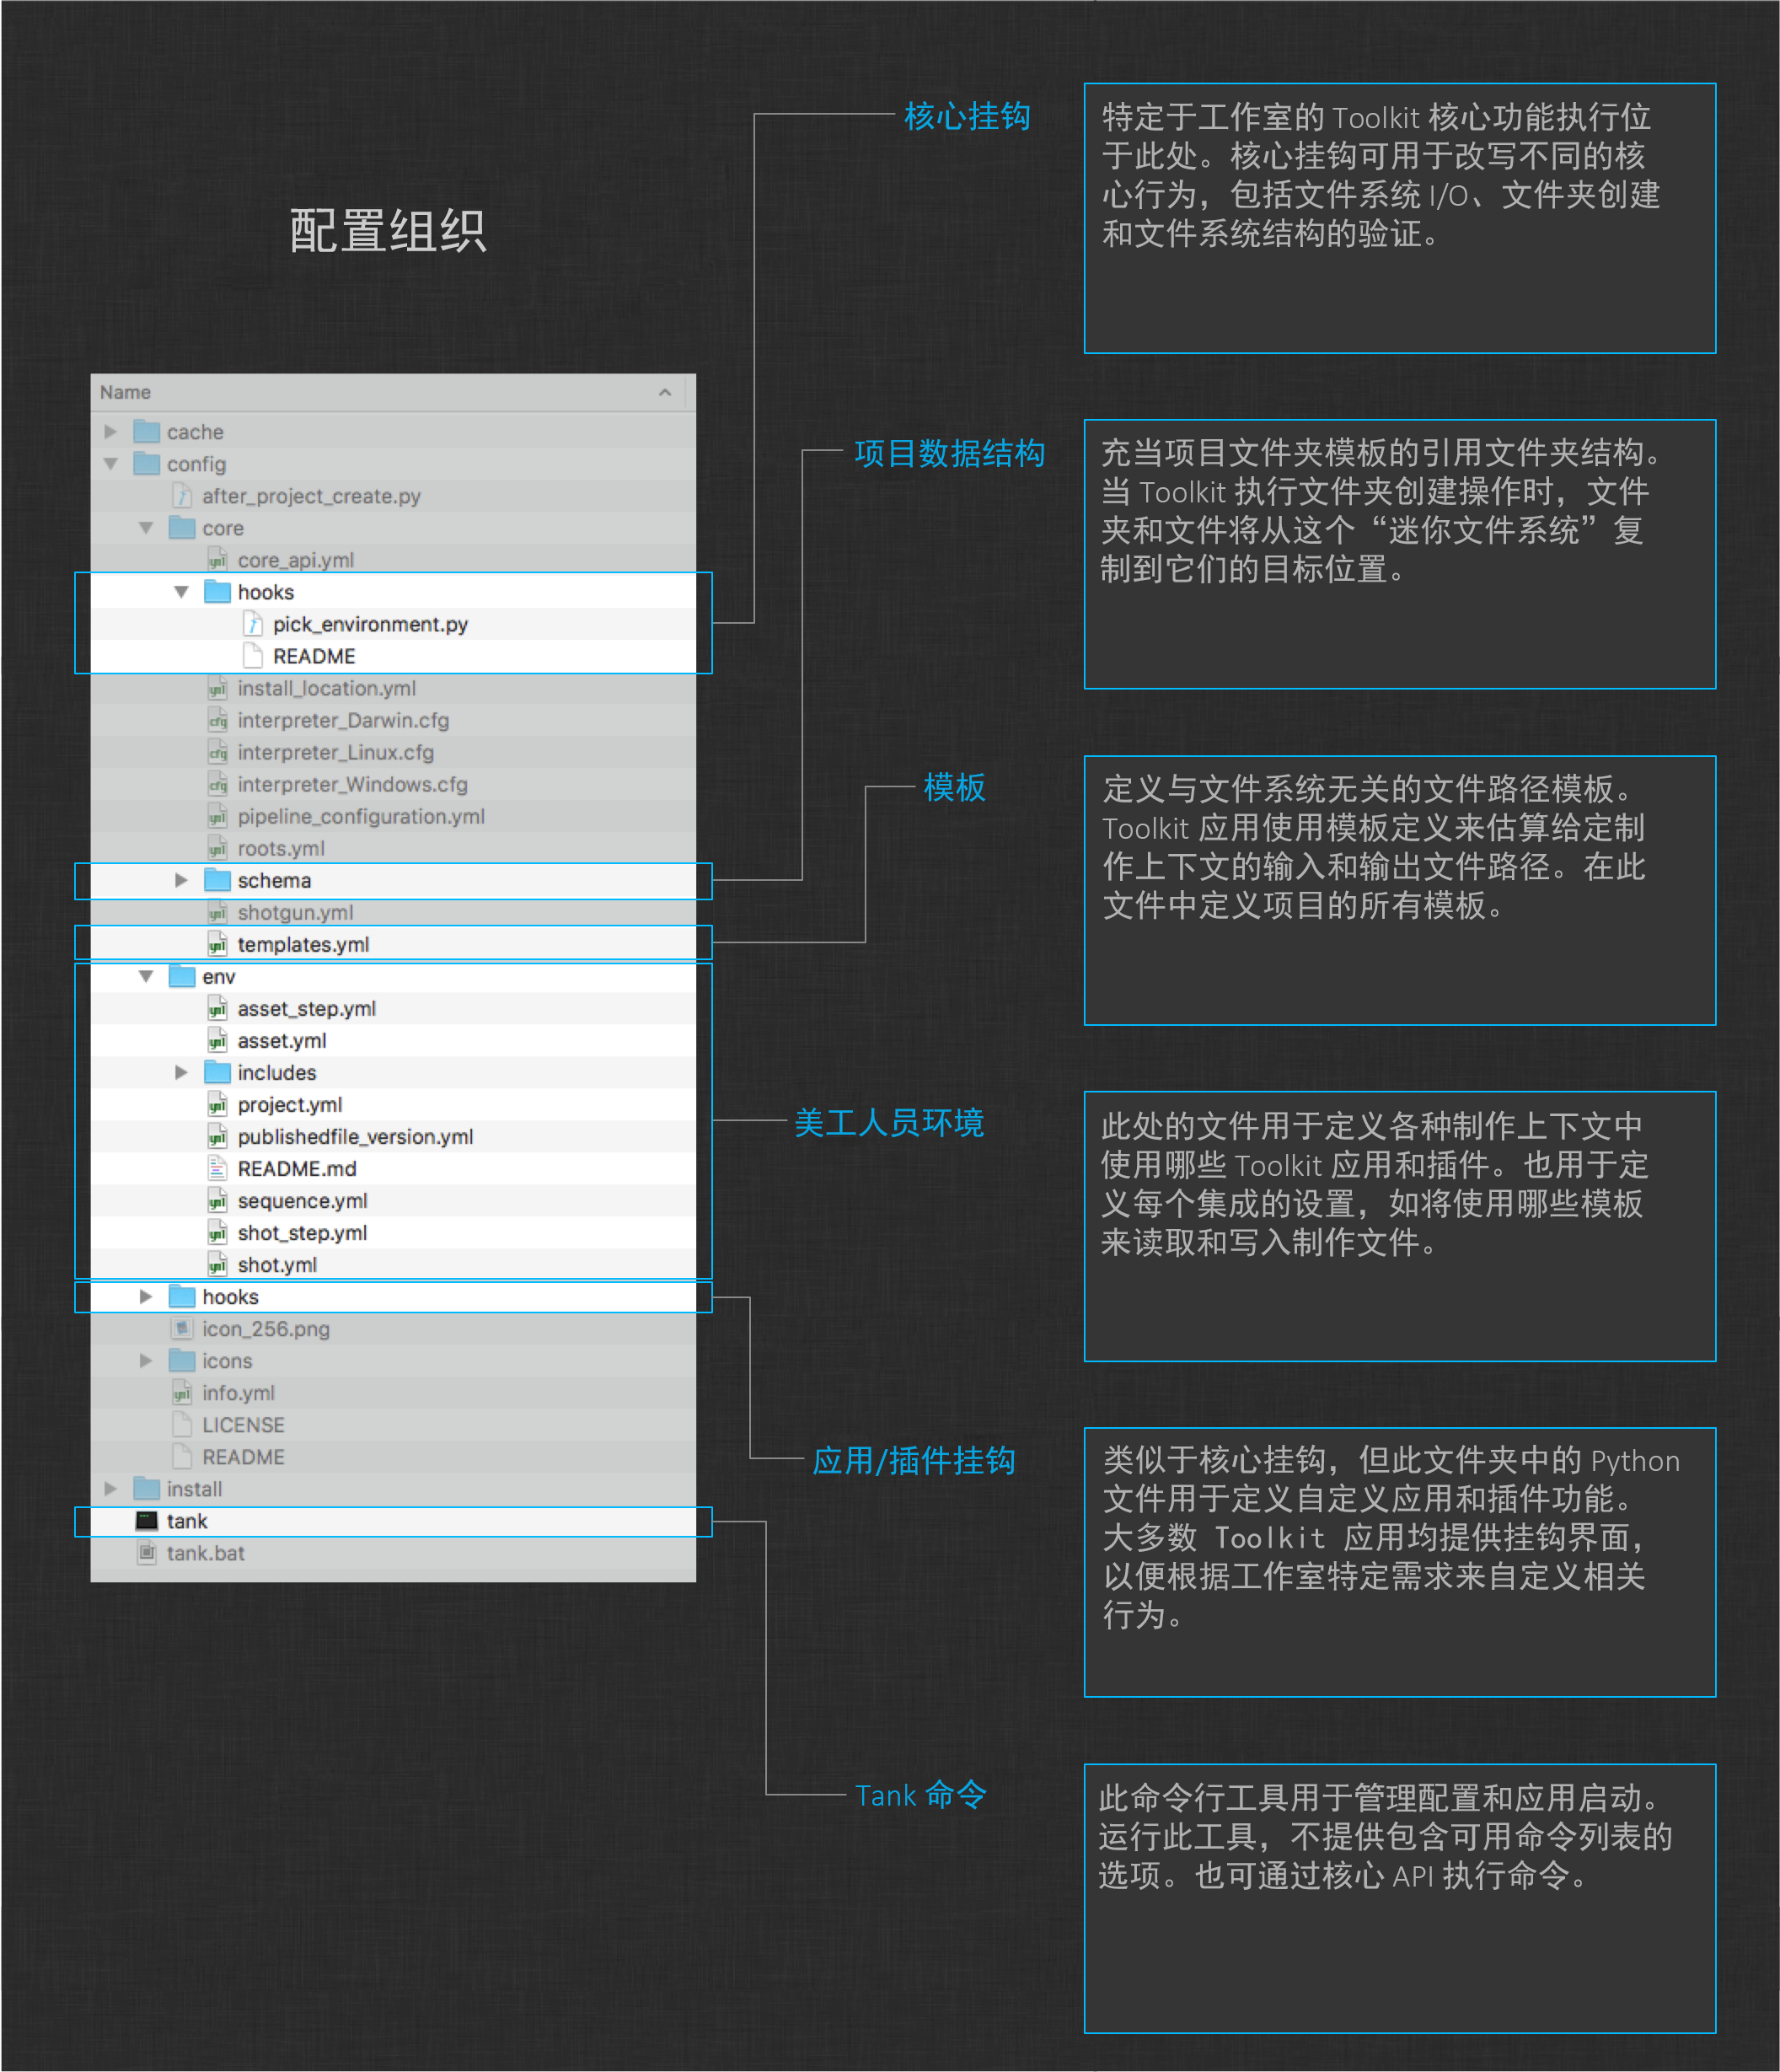 配置组织
Name
cache
config
after_project_create.py
core
core_api.yml
hooks
pick_environment.py
README
install_location.yml
interpreter_Darwin.cfg
interpreter_Linux.cfg
interpreter_Windows.cfg
pipeline_configuration.yml
roots.yml
schema
shotgun.yml
templates.yml
env
asset_step.yml
asset.yml
includes
project.yml
publishedfile_version.yml
README.md
sequence.yml
shot_step.yml
shot.yml
hooks
icon_256.png
icons
info.yml
LICENSE
README
install
tank
tank.bat
核心挂钩
特定于工作室的 Toolkit 核心功能执行位
于此处。核心挂钩可用于改写不同的核
心行为，包括文件系统 I/O、文件夹创建
和文件系统结构的验证。
项目数据结构
充当项目文件夹模板的引用文件夹结构。
当 Toolkit 执行文件夹创建操作时，文件
夹和文件将从这个“迷你文件系统”复
制到它们的目标位置。
模板
定义与文件系统无关的文件路径模板。
Toolkit 应用使用模板定义来估算给定制
作上下文的输入和输出文件路径。在此
文件中定义项目的所有模板。
美工人员环境
此处的文件用于定义各种制作上下文中
使用哪些 Toolkit 应用和插件。也用于定
义每个集成的设置，如将使用哪些模板
来读取和写入制作文件。
应用/插件挂钩
类似于核心挂钩，但此文件夹中的 Python
文件用于定义自定义应用和插件功能。
大多数 Toolkit 应用均提供挂钩界面，
以便根据工作室特定需求来自定义相关
行为。
Tank 命令
此命令行工具用于管理配置和应用启动。
运行此工具，不提供包含可用命令列表的
选项。也可通过核心 API 执行命令。